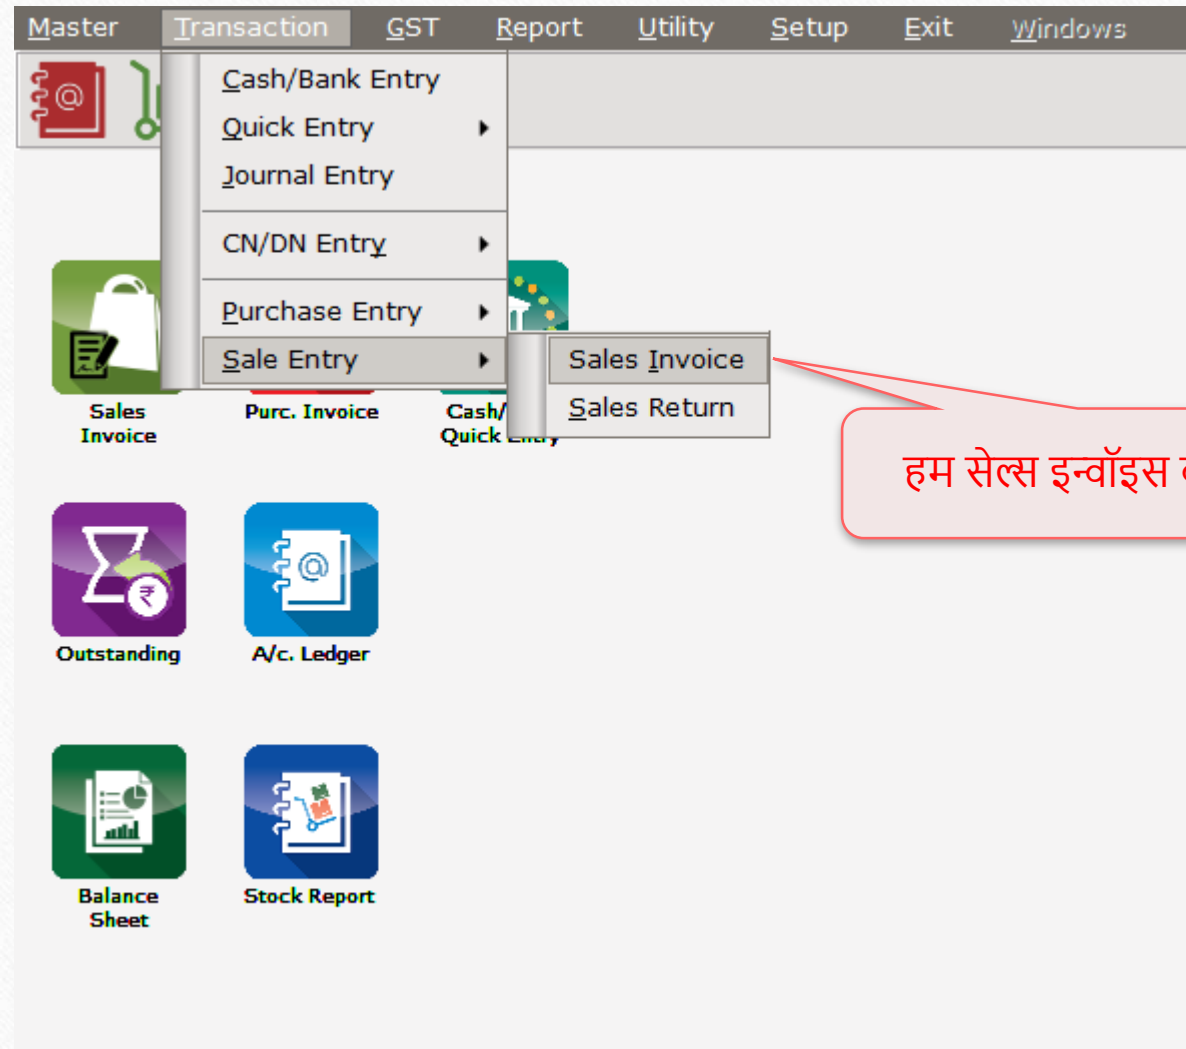 Master Transaction GST Report Utility Setup Exit Windows
Cash/Bank Entry
Quick Entry
Journal Entry
CN/DN Entry
Purchase Entry
Sale Entry
Sales Invoice
Sales Return
हम सेल्स इन्वॉइस
Sales
Invoice
Purc. Invoice
Cash/
Quick Entry
Outstanding
A/c. Ledger
Balance
Sheet
Stock Report